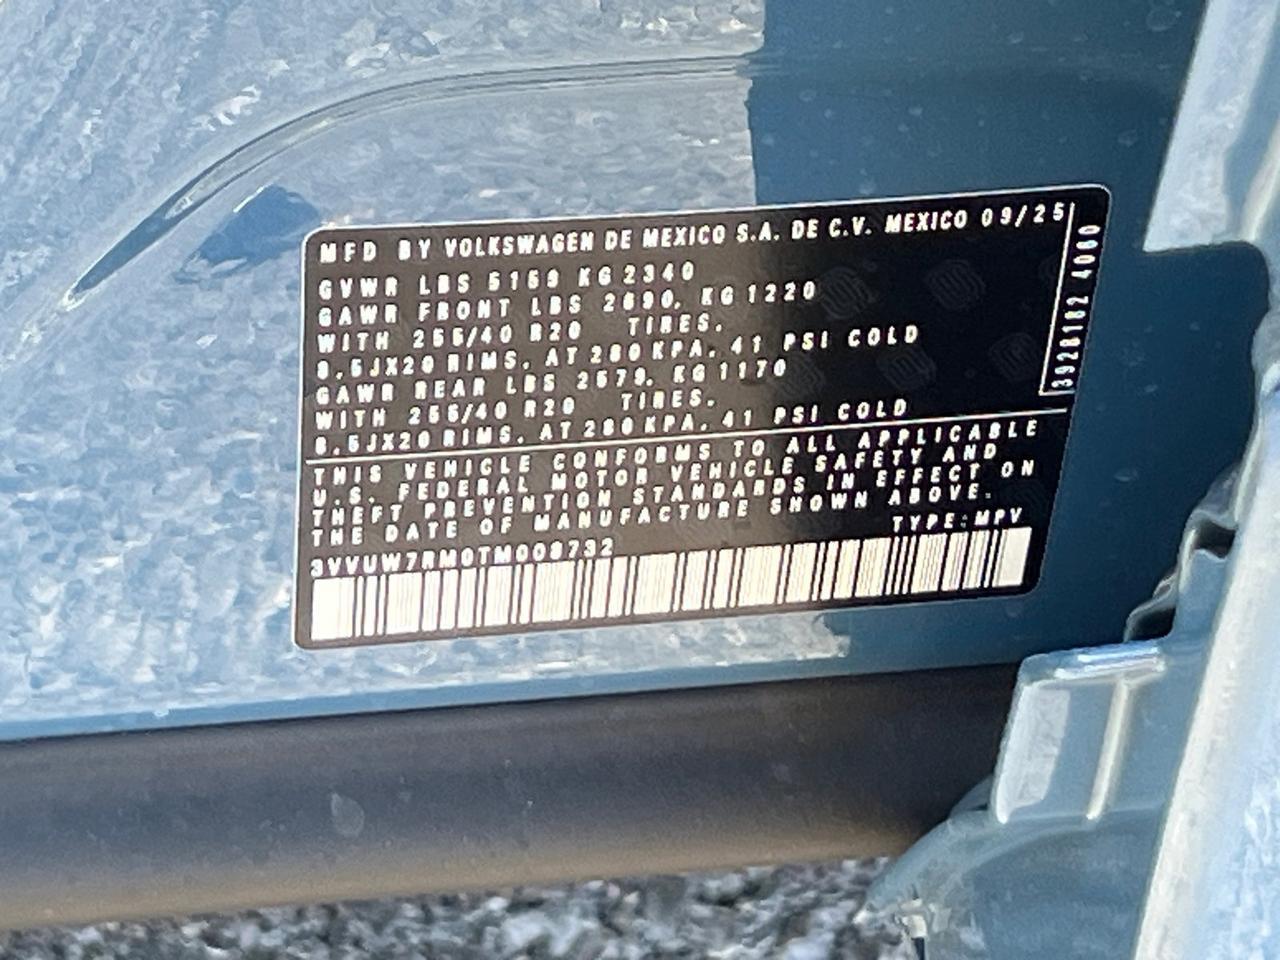 MFD BY VOLKSWAGEN DE MEXICO S.A. DE C.V. MEXICO 09/25
GVWR LBS 5159 KG 2340
GAWR FRONT LBS 2690. KG 1220
WITH 255/40 R20 TIRES.
8,5JX20 RIMS. AT 280 KPA. 41 PSI COLD
GAWR REAR LBS 2579. KG 1170
WITH 255/40 R20 TIRES.
8,5JX20 RIMS. AT 280 KPA. 41 PSI COLD
THIS VEHICLE CONFORMS TO ALL APPLICABLE
U.S. FEDERAL MOTOR VEHICLE SAFETY AND
THEFT PREVENTION STANDARDS IN EFFECT ON
THE DATE OF MANUFACTURE SHOWN ABOVE.
TYPE:MPV
3VVUW7RM0TM008732
3928182 4060